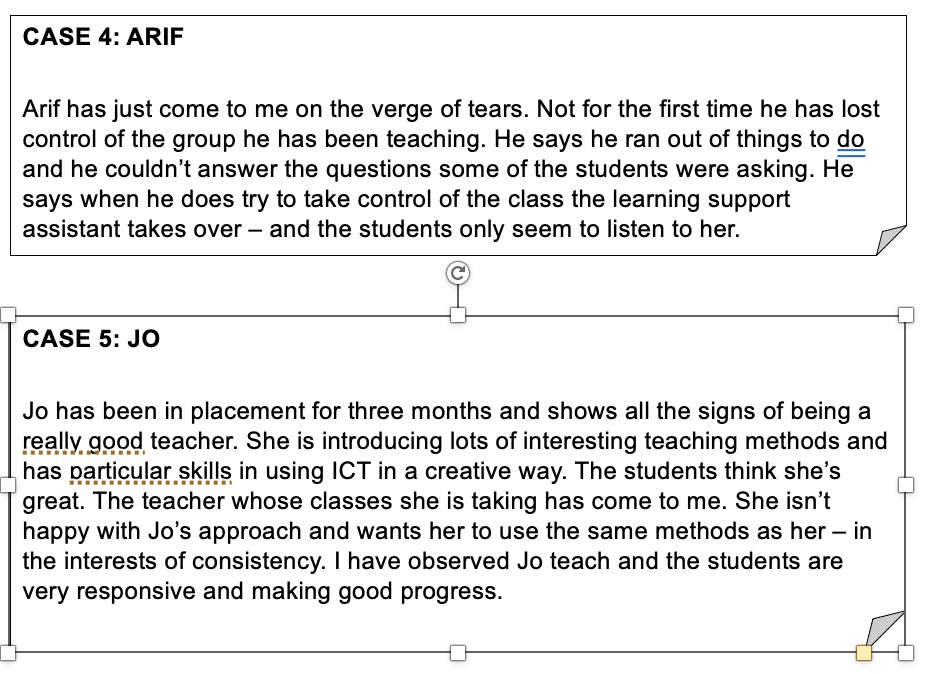 CASE 4: ARIF
Arif has just come to me on the verge of tears. Not for the first time he has lost
control of the group he has been teaching. He says he ran out of things to do
and he couldn’t answer the questions some of the students were asking. He
says when he does try to take control of the class the learning support
assistant takes over – and the students only seem to listen to her.
CASE 5: JO
Jo has been in placement for three months and shows all the signs of being a
really good teacher. She is introducing lots of interesting teaching methods and
has particular skills in using ICT in a creative way. The students think she’s
great. The teacher whose classes she is taking has come to me. She isn’t
happy with Jo’s approach and wants her to use the same methods as her – in
the interests of consistency. I have observed Jo teach and the students are
very responsive and making good progress.